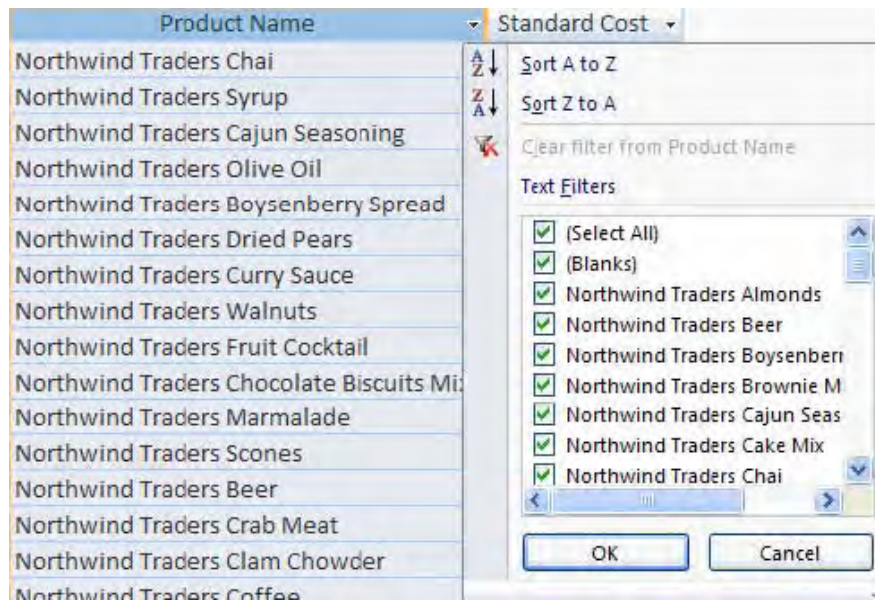 Product Name
Standard Cost
Northwind Traders Chai
Northwind Traders Syrup
Northwind Traders Cajun Seasoning
Northwind Traders Olive Oil
Northwind Traders Boysenberry Spread
Northwind Traders Dried Pears
Northwind Traders Curry Sauce
Northwind Traders Walnuts
Northwind Traders Fruit Cocktail
Northwind Traders Chocolate Biscuits Mi
Northwind Traders Marmalade
Northwind Traders Scones
Northwind Traders Beer
Northwind Traders Crab Meat
Northwind Traders Clam Chowder
Northwind Traders Coffee
Sort A to Z
Sort Z to A
Clear filter from Product Name
Text Filters
(Select All)
(Blanks)
Northwind Traders Almonds
Northwind Traders Beer
Northwind Traders Boysenberr
Northwind Traders Brownie M
Northwind Traders Cajun Seas
Northwind Traders Cake Mix
Northwind Traders Chai
OK
Cancel